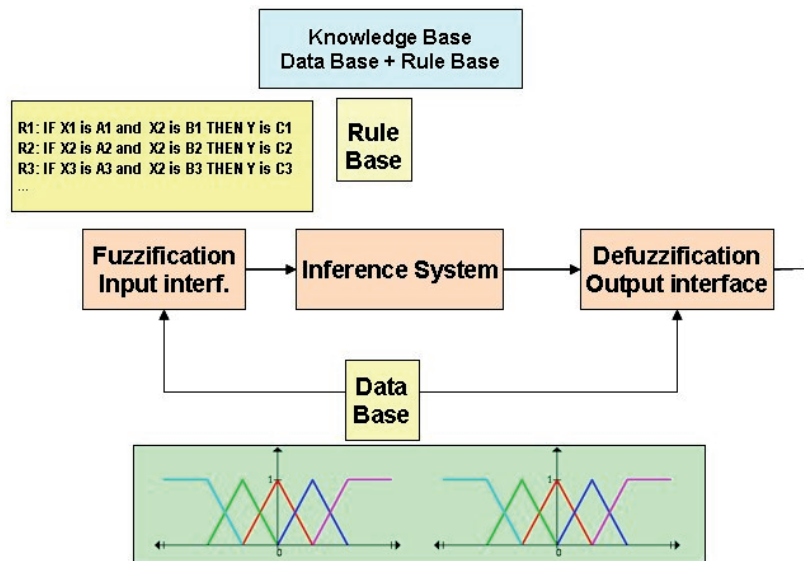 Knowledge Base
Data Base + Rule Base
R1: IF X1 is A1 and X2 is B1 THEN Y is C1
R2: IF X2 is A2 and X2 is B2 THEN Y is C2
R3: IF X3 is A3 and X2 is B3 THEN Y is C3
...
Rule
Base
Fuzzification
Input interf.
Inference System
Defuzzification
Output interface
Data
Base
1
0
1
0